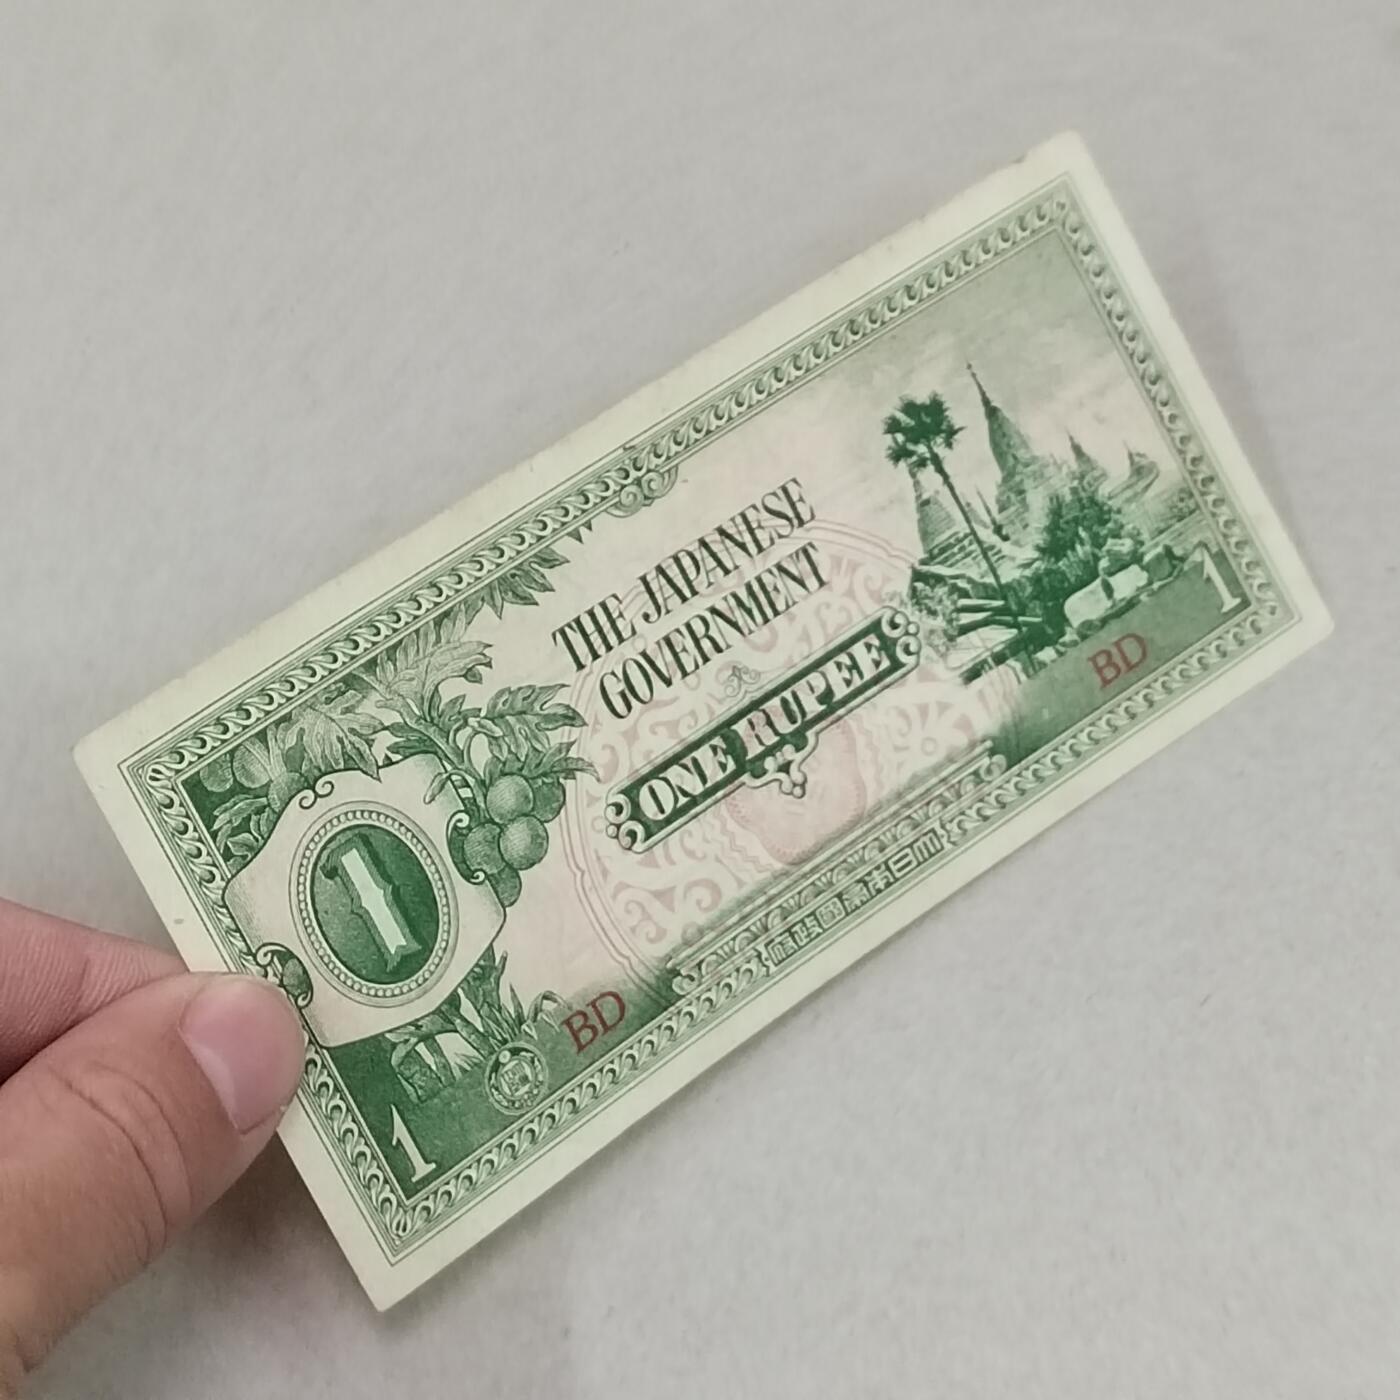 THE JAPANESE
GOVERNMENT
ONE RUPEE
1
1
BD
BD
1
府政國帝本日大